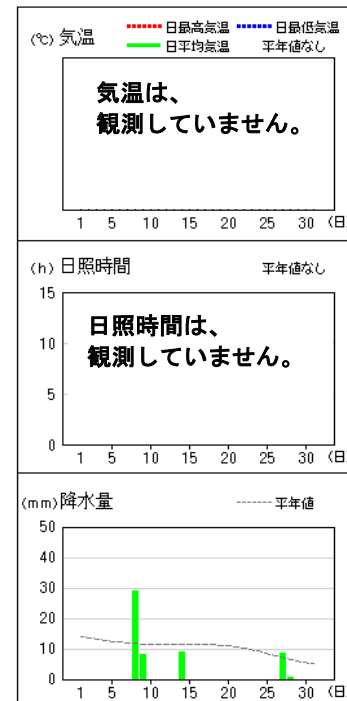 (℃) 気温 日最高気温 日最低気温
日平均気温 平年値なし
気温は、
観測していません。
1 5 10 15 20 25 30 (日
(h) 日照時間 平年値なし
15
10
5
0
日照時間は、
観測していません。
1 5 10 15 20 25 30 (日
(mm) 降水量 平年値
50
40
30
20
10
0
1 5 10 15 20 25 30 (日